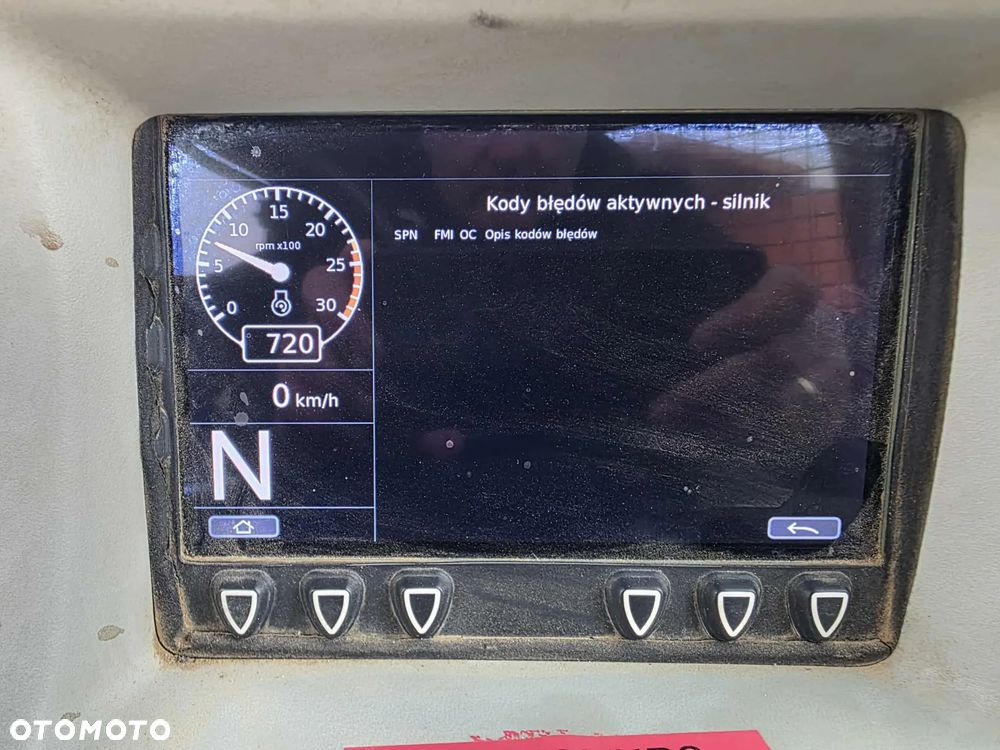 Kody błędów aktywnych - silnik
SPN FMI OC Opis kodów błędów
15
10 20
rpm x100
5 25
0 30
720
0 km/h
N
OTOMOTO